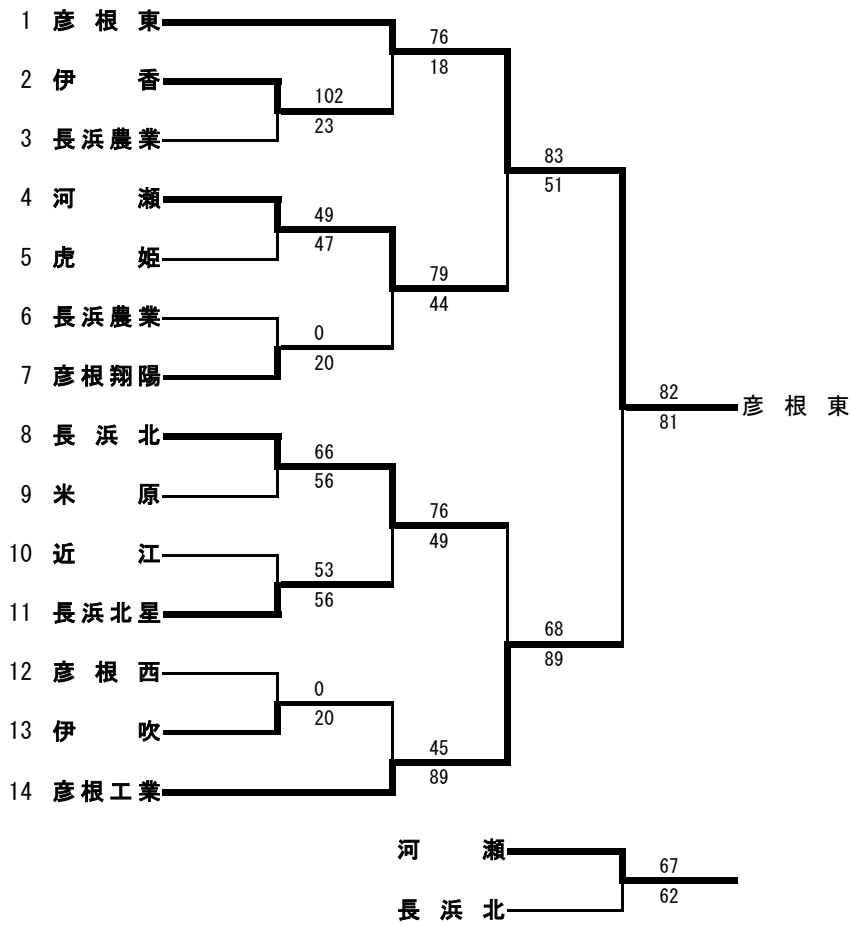 1 彦根東
76
18
2 伊香
102
23
3 長浜農業
83
51
4 河瀬
49
47
5 虎姫
79
44
6 長浜農業
0
20
7 彦根翔陽
82
81
彦根東
8 長浜北
66
56
9 米原
76
49
10 近江
53
56
11 長浜北星
68
89
12 彦根西
0
20
13 伊吹
45
89
14 彦根工業
河瀬
67
62
長浜北